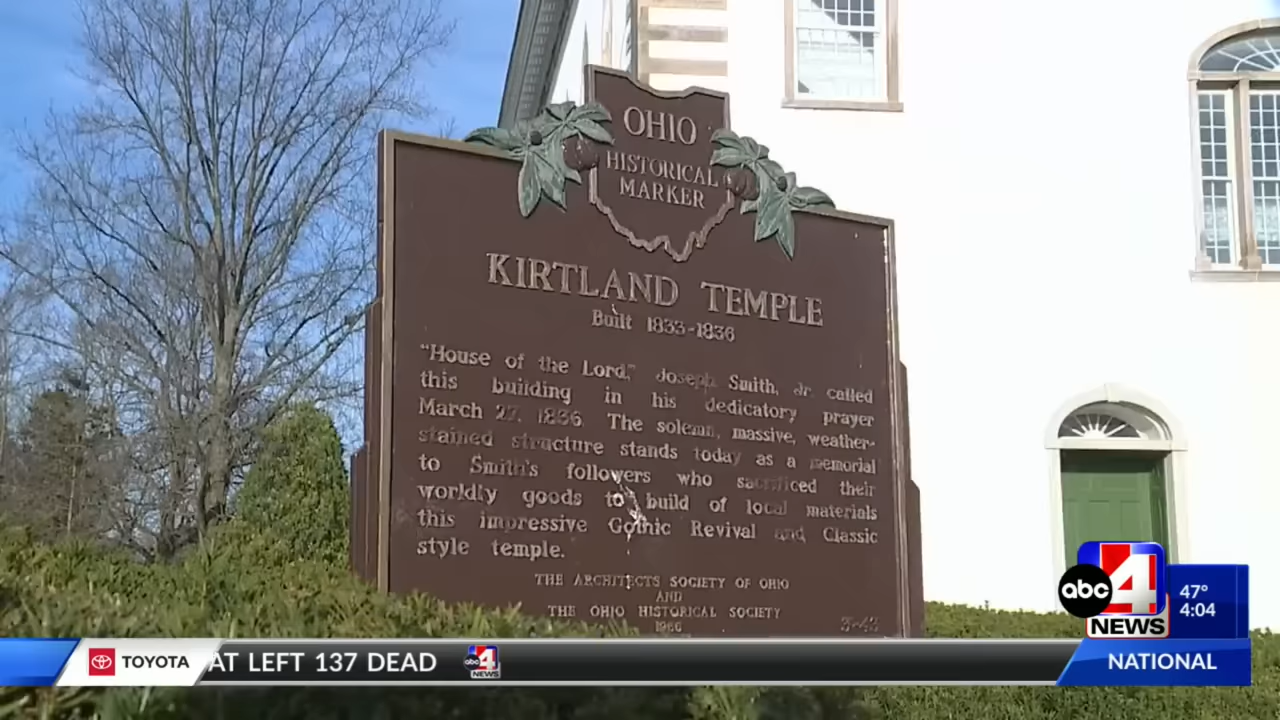 OHIO
HISTORICAL
MARKER
KIRTLAND TEMPLE
Built 1833-1836
"House of the Lord," Joseph Smith, Jr. called
this building in his dedicatory prayer
March 27, 1836. The solemn, massive, weather-
stained structure stands today as a memorial
to Smith's followers who sacrificed their
worldly goods to build of local materials
this impressive Gothic Revival and Classic
style temple.
THE ARCHITECTS SOCIETY OF OHIO
AND
THE OHIO HISTORICAL SOCIETY
1966
3-43
abc 4
NEWS
47°
4:04
TOYOTA
AT LEFT 137 DEAD
abc 4
NEWS
NATIONAL